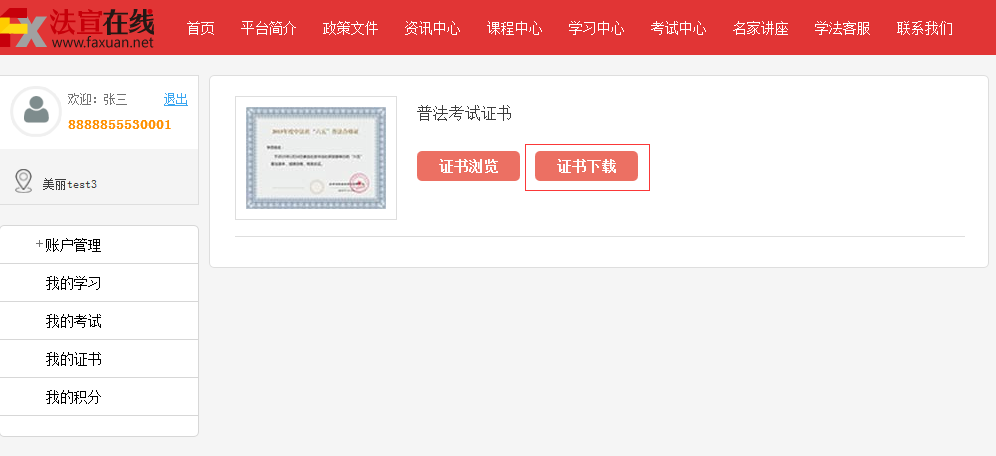 法宣在线
www.faxuan.net
首页 平台简介 政策文件 资讯中心 课程中心 学习中心 考试中心 名家讲座 学法客服 联系我们
欢迎：张三 退出
8888855530001
美丽test3
+账户管理
我的学习
我的考试
我的证书
我的积分
普法考试证书
证书浏览 证书下载